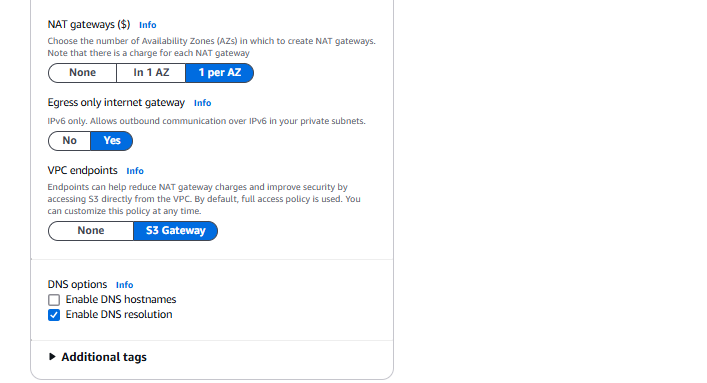 NAT gateways ($) Info
Choose the number of Availability Zones (AZs) in which to create NAT gateways.
Note that there is a charge for each NAT gateway
None In 1 AZ 1 per AZ
Egress only internet gateway Info
IPv6 only. Allows outbound communication over IPv6 in your private subnets.
No Yes
VPC endpoints Info
Endpoints can help reduce NAT gateway charges and improve security by
accessing S3 directly from the VPC. By default, full access policy is used. You
can customize this policy at any time.
None S3 Gateway
DNS options Info
Enable DNS hostnames
Enable DNS resolution
Additional tags